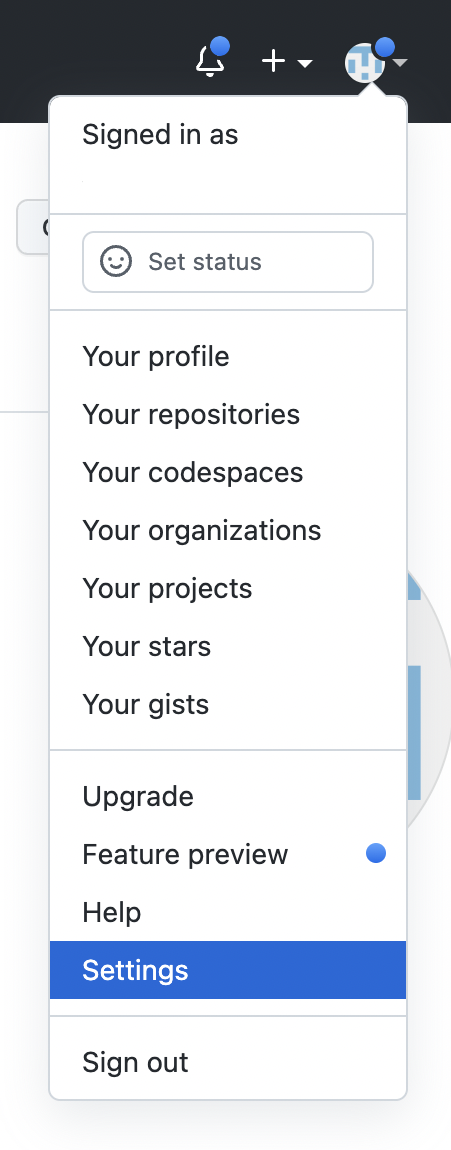 Signed in as
Set status
Your profile
Your repositories
Your codespaces
Your organizations
Your projects
Your stars
Your gists
Upgrade
Feature preview
Help
Settings
Sign out